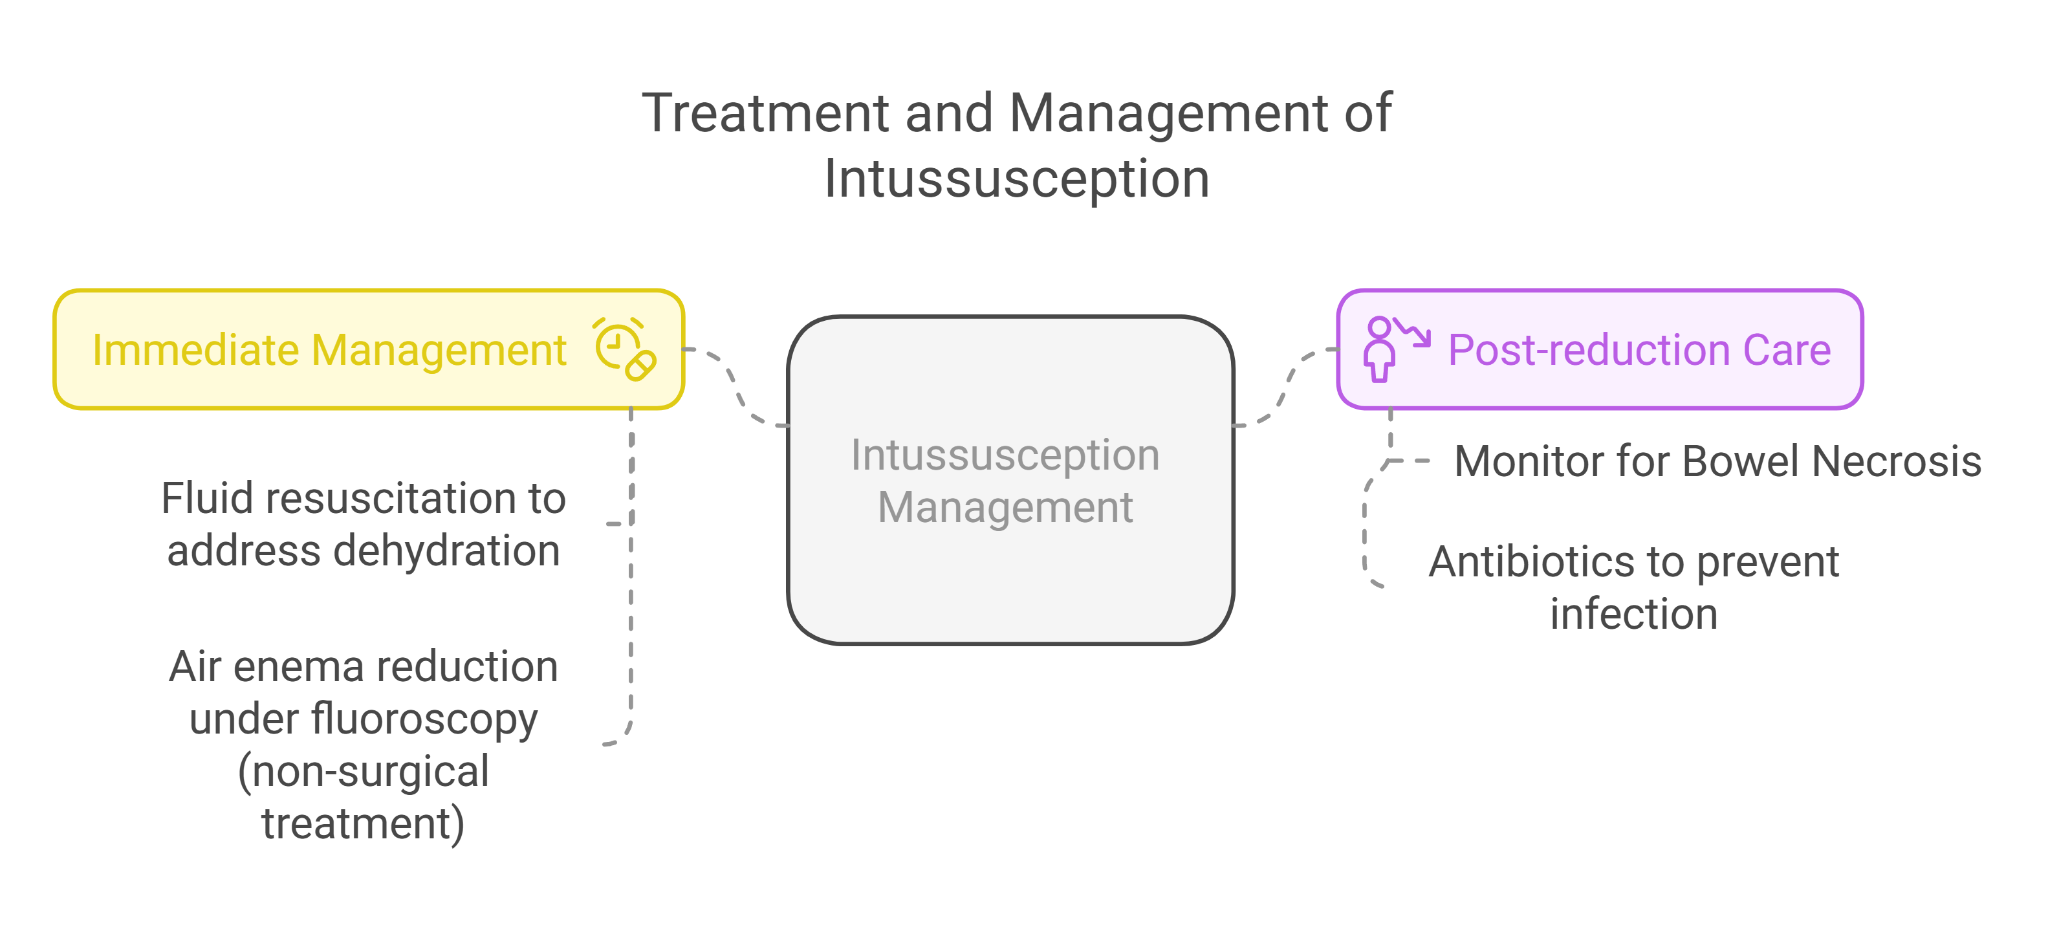 Treatment and Management of
Intussusception
Immediate Management
Fluid resuscitation to
address dehydration
Air enema reduction
under fluoroscopy
(non-surgical
treatment)
Intussusception
Management
Post-reduction Care
Monitor for Bowel Necrosis
Antibiotics to prevent
infection